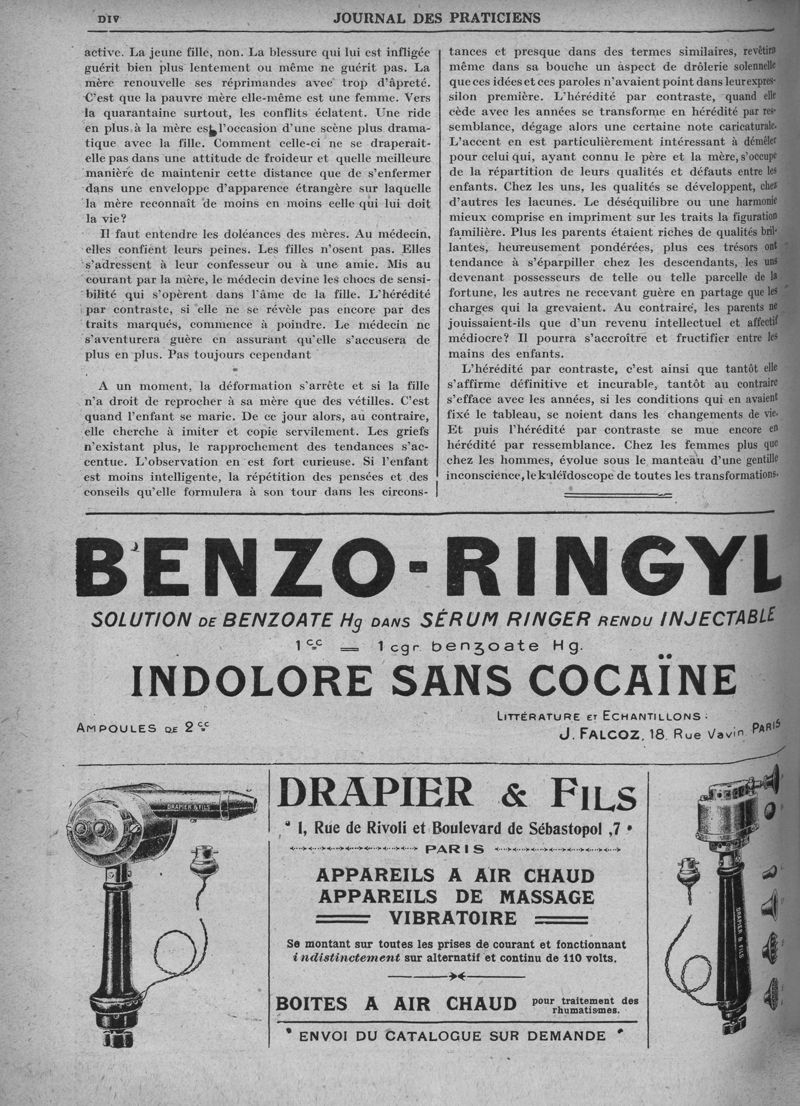 DIV
JOURNAL DES PRATICIENS
active. La jeune fille, non. La blessure qui lui est infligée
guérit bien plus lentement ou même ne guérit pas. La
mère renouvelle ses réprimandes avec trop d'âpreté.
C'est que la pauvre mère elle-même est une femme. Vers
la quarantaine surtout, les conflits éclatent. Une ride
en plus à la mère est l'occasion d'une scène plus drama-
tique avec la fille. Comment celle-ci ne se draperait-
elle pas dans une attitude de froideur et quelle meilleure
manière de maintenir cette distance que de s'enfermer
dans une enveloppe d'apparence étrangère sur laquelle
la mère reconnaît de moins en moins celle qui lui doit
la vie?
Il faut entendre les doléances des mères. Au médecin,
elles confient leurs peines. Les filles n'osent pas. Elles
s'adressent à leur confesseur ou à une amie. Mis au
courant par la mère, le médecin devine les chocs de sensi-
bilité qui s'opèrent dans l'âme de la fille. L'hérédité
par contraste, si elle ne se révèle pas encore par des
traits marqués, commence à poindre. Le médecin ne
s'aventurera guère en assurant qu'elle s'accusera de
plus en plus. Pas toujours cependant
*
A un moment, la déformation s'arrête et si la fille
n'a droit de reprocher à sa mère que des vétilles. C'est
quand l'enfant se marie. De ce jour alors, au contraire,
elle cherche à imiter et copie servilement. Les griefs
n'existant plus, le rapprochement des tendances s'ac-
centue. L'observation en est fort curieuse. Si l'enfant
est moins intelligente, la répétition des pensées et des
conseils qu'elle formulera à son tour dans les circons-
tances et presque dans des termes similaires, revêtira
même dans sa bouche un aspect de drôlerie solennelle
que ces idées et ces paroles n'avaient point dans leur expres-
silon première. L'hérédité par contraste, quand elle
cède avec les années se transforme en hérédité par res-
semblance, dégage alors une certaine note caricaturale.
L'accent en est particulièrement intéressant à démêler
pour celui qui, ayant connu le père et la mère, s'occupe
de la répartition de leurs qualités et défauts entre les
enfants. Chez les uns, les qualités se développent, chez
d'autres les lacunes. Le déséquilibre ou une harmonie
mieux comprise en impriment sur les traits la figuration
familière. Plus les parents étaient riches de qualités bril-
lantes, heureusement pondérées, plus ces trésors ont
tendance à s'éparpiller chez les descendants, les uns
devenant possesseurs de telle ou telle parcelle de la
fortune, les autres ne recevant guère en partage que les
charges qui la grevaient. Au contraire, les parents ne
jouissaient-ils que d'un revenu intellectuel et affectif
médiocre? Il pourra s'accroître et fructifier entre les
mains des enfants.
L'hérédité par contraste, c'est ainsi que tantôt elle
s'affirme définitive et incurable, tantôt au contraire
s'efface avec les années, si les conditions qui en avaient
fixé le tableau, se noient dans les changements de vie.
Et puis l'hérédité par contraste se mue encore en
hérédité par ressemblance. Chez les femmes plus que
chez les hommes, évolue sous le manteau d'une gentille
inconscience, le kaléïdoscope de toutes les transformations.
BENZO-RINGYL
SOLUTION DE BENZOATE Hg DANS SÉRUM RINGER RENDU INJECTABLE
1 c.c = 1 cgr. benzoate Hg.
INDOLORE SANS COCAÏNE
AMPOULES DE 2 c.c
LITTÉRATURE ET ECHANTILLONS :
J. FALCOZ, 18, Rue Vavin, PARIS
DRAPIER & FILS
DRAPIER & FILS
1, Rue de Rivoli et Boulevard de Sébastopol, 7
PARIS
APPAREILS A AIR CHAUD
APPAREILS DE MASSAGE
VIBRATOIRE
Se montant sur toutes les prises de courant et fonctionnant
indistinctement sur alternatif et continu de 110 volts.
BOITES A AIR CHAUD pour traitement des
rhumatismes.
ENVOI DU CATALOGUE SUR DEMANDE
DRAPIER & FILS